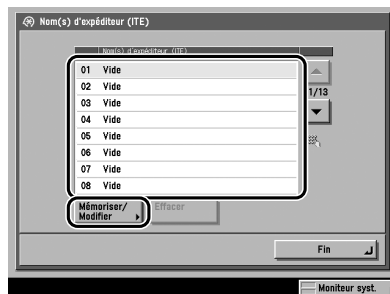 Nom(s) d'expéditeur (ITE)
Nom(s) d'expéditeur (ITE)
01 Vide
02 Vide
03 Vide
04 Vide
05 Vide
06 Vide
07 Vide
08 Vide
1/13
Mémoriser/
Modifier
Effacer
Fin
Moniteur syst.